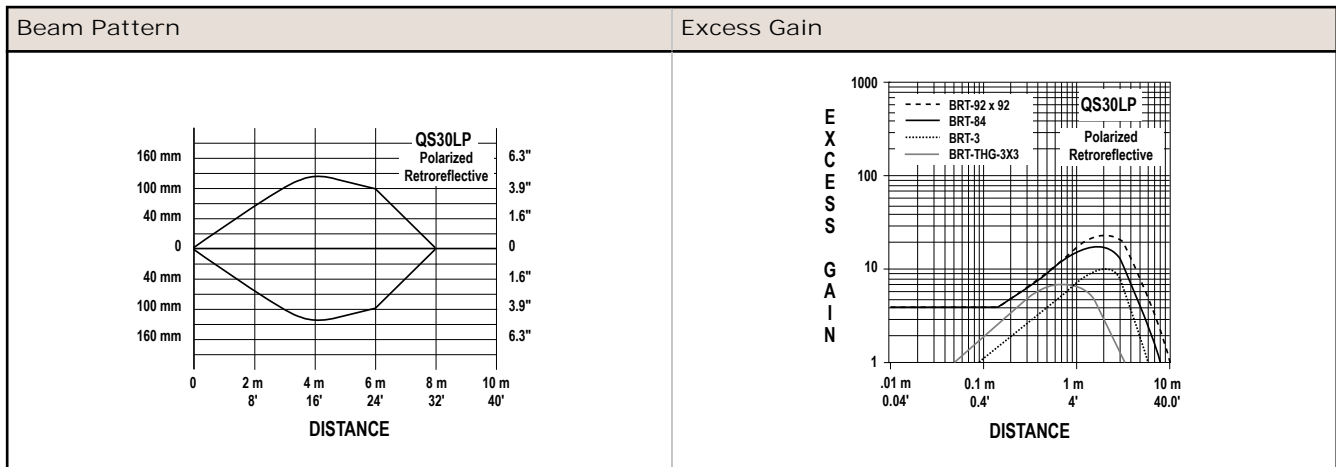 Beam Pattern
Excess Gain
QS30LP
Polarized
Retroreflective
160 mm
100 mm
40 mm
0
40 mm
100 mm
160 mm
6.3"
3.9"
1.6"
0
1.6"
3.9"
6.3"
0 2 m 4 m 6 m 8 m 10 m
8' 16' 24' 32' 40'
DISTANCE
EXCESS GAIN
1000
100
10
1
BRT-92 x 92
BRT-84
BRT-3
BRT-THG-3X3
QS30LP
Polarized
Retroreflective
.01 m 0.1 m 1 m 10 m
0.04' 0.4' 4' 40.0'
DISTANCE